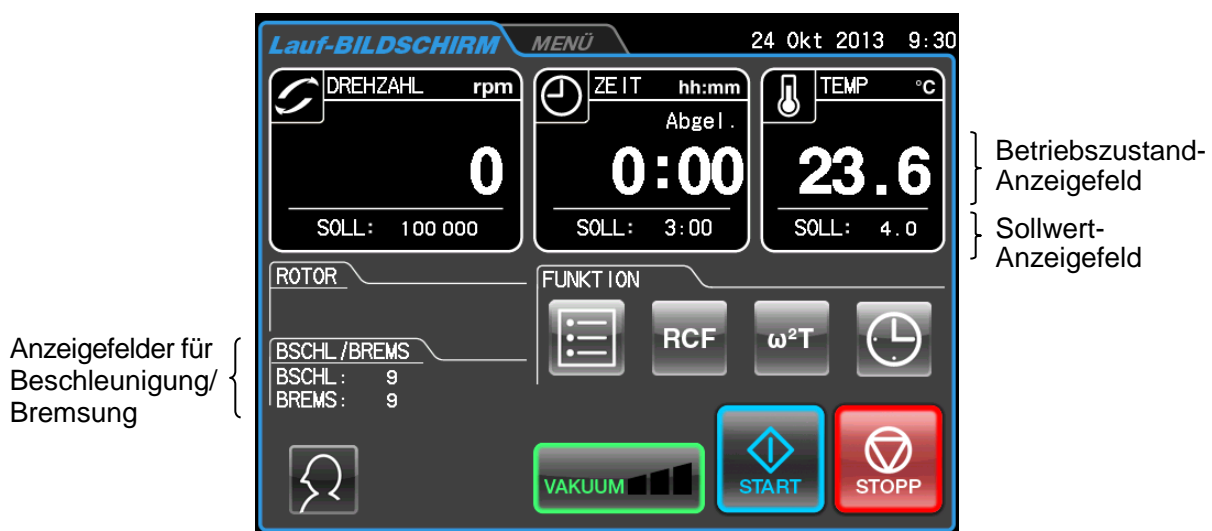 Lauf-BILDSCHIRM MENÜ 24 Okt 2013 9:30
DREHZAHL rpm
0
SOLL: 100 000
ZEIT hh:mm
Abgel.
0:00
SOLL: 3:00
TEMP °C
23.6
SOLL: 4.0
Betriebszustand-
Anzeigefeld
Sollwert-
Anzeigefeld
ROTOR
FUNKTION
RCF
ω²T
Anzeigefelder für
Beschleunigung/
Bremsung
BSCHL/BREMS
BSCHL: 9
BREMS: 9
VAKUUM
START
STOPP